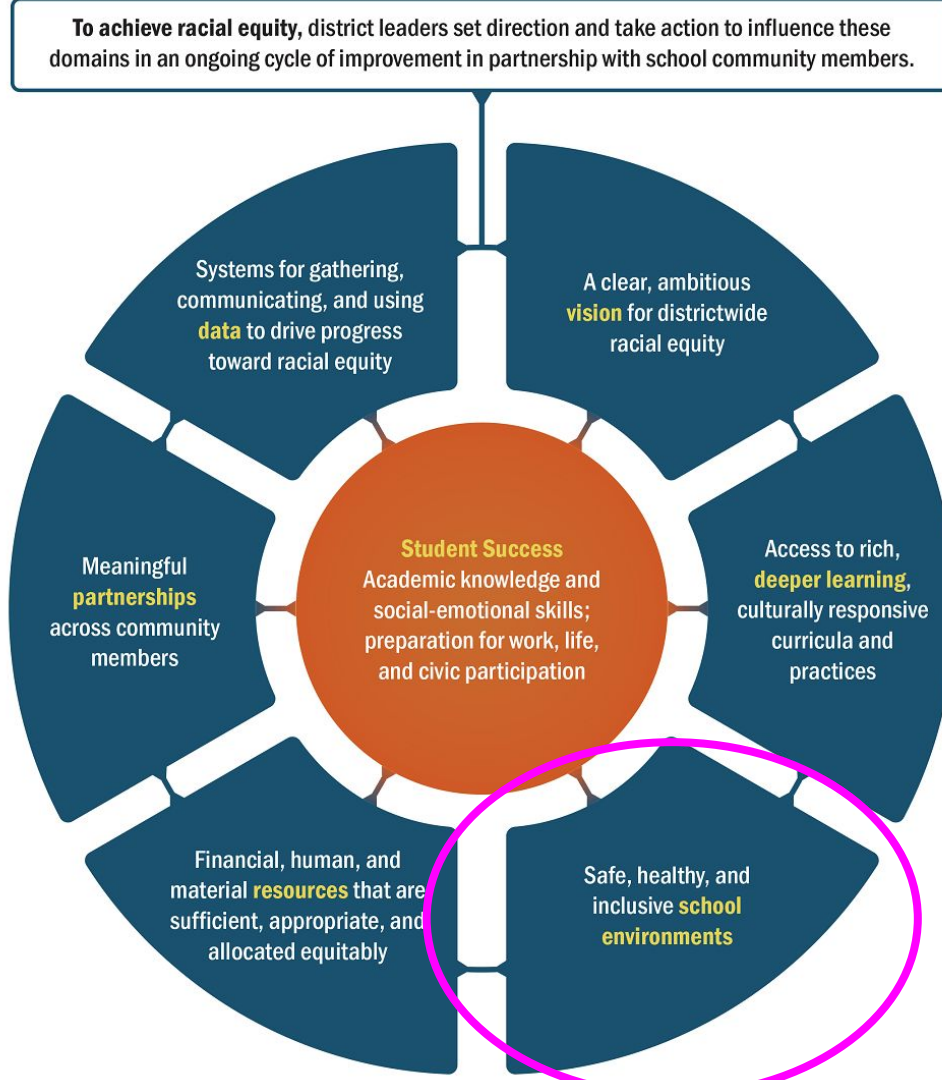 To achieve racial equity, district leaders set direction and take action to influence these
domains in an ongoing cycle of improvement in partnership with school community members.
Systems for gathering,
communicating, and using
data to drive progress
toward racial equity
A clear, ambitious
vision for districtwide
racial equity
Meaningful
partnerships
across community
members
Student Success
Academic knowledge and
social-emotional skills;
preparation for work, life,
and civic participation
Access to rich,
deeper learning,
culturally responsive
curricula and
practices
Financial, human, and
material resources that are
sufficient, appropriate, and
allocated equitably
Safe, healthy, and
inclusive school
environments